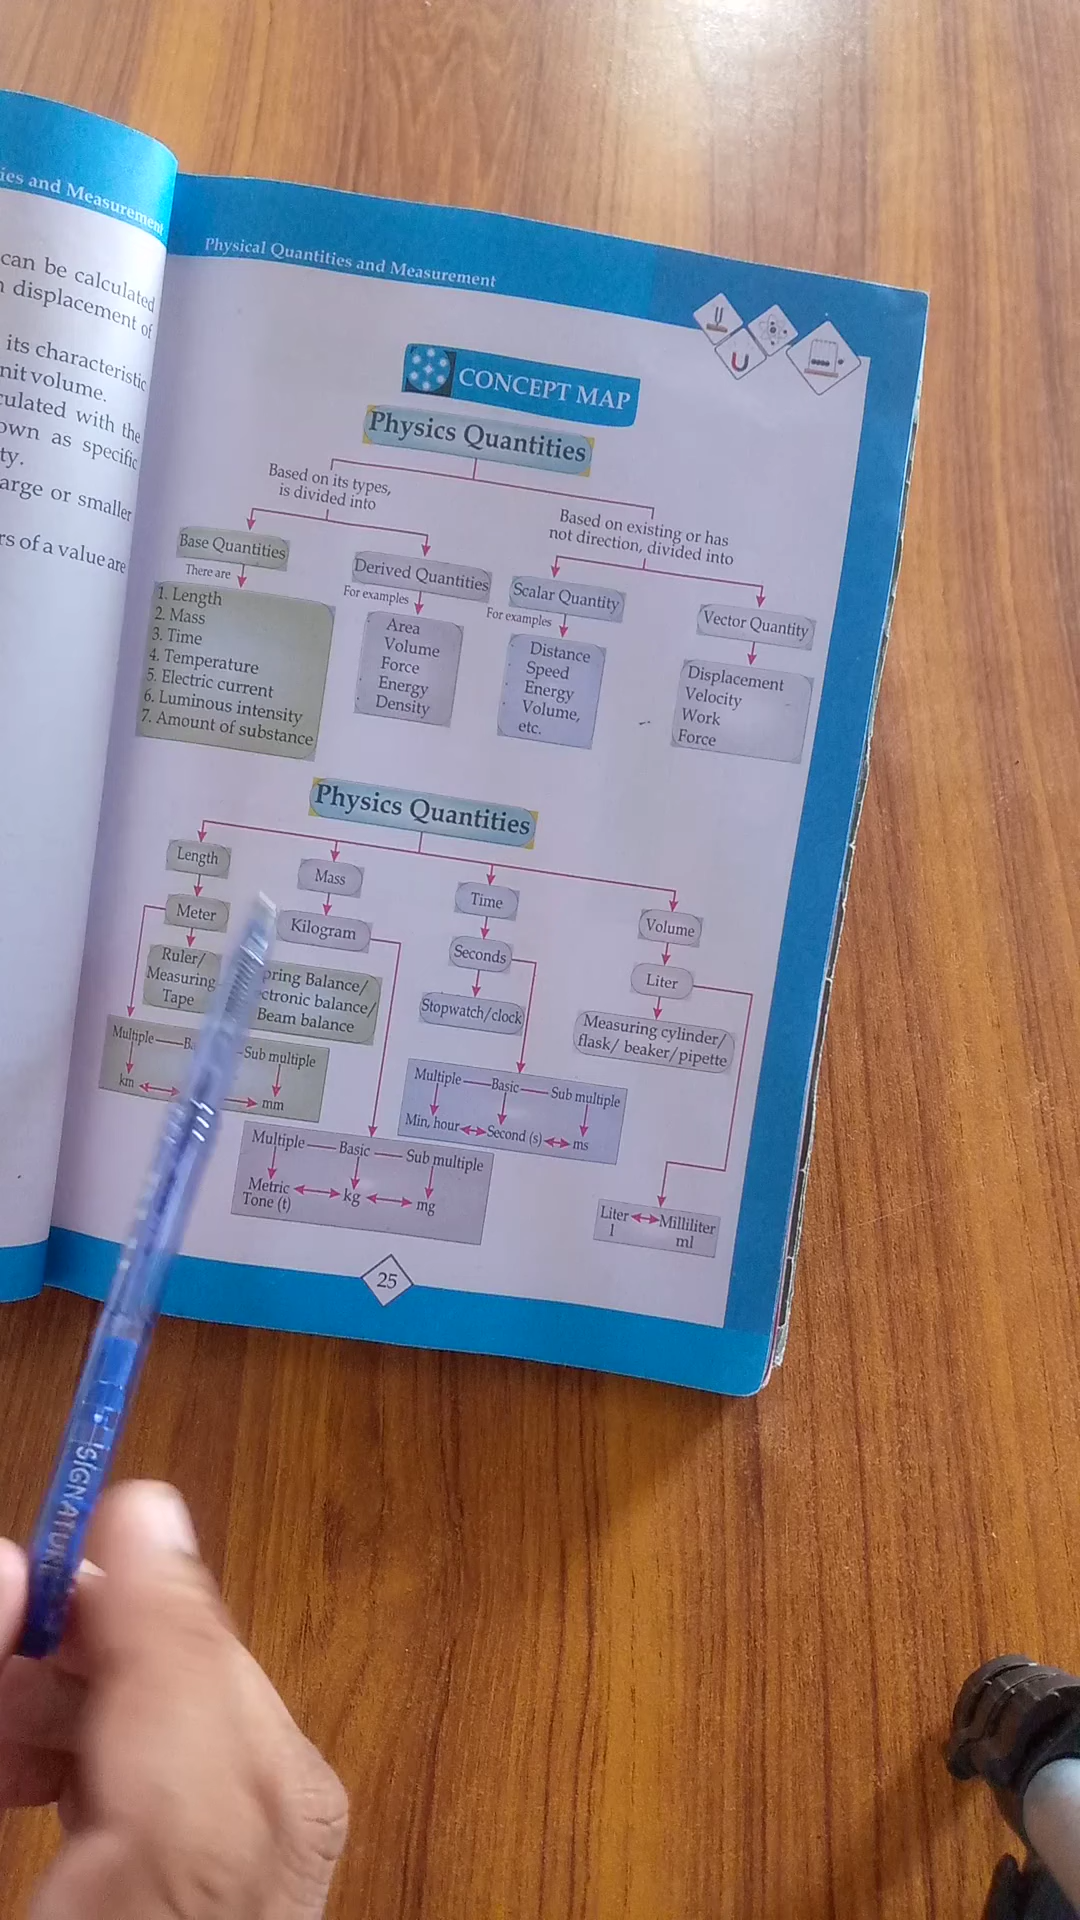 ies and Measurement
can be calculated
displacement of
its characteristic
nit volume.
culated with the
own as specific
ty.
arge or smaller
rs of a value are
Physical Quantities and Measurement
CONCEPT MAP
Physics Quantities
Based on its types,
is divided into
Based on existing or has
not direction, divided into
Base Quantities
Derived Quantities
Scalar Quantity
Vector Quantity
There are
For examples
For examples
1. Length
2. Mass
3. Time
4. Temperature
5. Electric current
6. Luminous intensity
7. Amount of substance
Area
Volume
Force
Energy
Density
Distance
Speed
Energy
Volume,
etc.
Displacement
Velocity
Work
Force
Physics Quantities
Length
Mass
Time
Volume
Meter
Kilogram
Seconds
Liter
Ruler/
Measuring
Tape
pring Balance/
ctronic balance/
Beam balance
Stopwatch/clock
Measuring cylinder/
flask/ beaker/pipette
Multiple Ba Sub multiple
km mm
Multiple Basic Sub multiple
Min, hour Second (s) ms
Multiple Basic Sub multiple
Metric kg mg
Tone (t)
Liter Milliliter
l ml
25
SIGNATURE